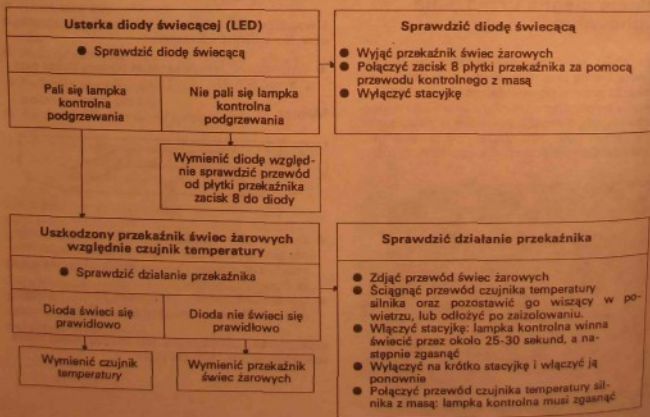 Usterka diody świecącej (LED)
● Sprawdzić diodę świecącą
Pali się lampka
kontrolna
podgrzewania
Nie pali się lampka
kontrolna
podgrzewania
Sprawdzić diodę świecącą
● Wyjąć przekaźnik świec żarowych
● Połączyć zacisk 8 płytki przekaźnika za pomocą
przewodu kontrolnego z masą
● Wyłączyć stacyjkę
Wymienić diodę względ-
nie sprawdzić przewód
od płytki przekaźnika
zacisk 8 do diody
Uszkodzony przekaźnik świec żarowych
względnie czujnik temperatury
● Sprawdzić działanie przekaźnika
Dioda świeci się
prawidłowo
Dioda nie świeci się
prawidłowo
Wymienić czujnik
temperatury
Wymienić przekaźnik
świec żarowych
Sprawdzić działanie przekaźnika
● Zdjąć przewód świec żarowych
● Ściągnąć przewód czujnika temperatury
silnika oraz pozostawić go wiszący w po-
wietrzu, lub odłożyć po zaizolowaniu.
● Włączyć stacyjkę: lampka kontrolna winna
świecić przez około 25-30 sekund, a na-
stępnie zgasnąć
● Wyłączyć na krótko stacyjkę i włączyć ją
ponownie
● Połączyć przewód czujnika temperatury sil-
nika z masą: lampka kontrolna musi zgasnąć